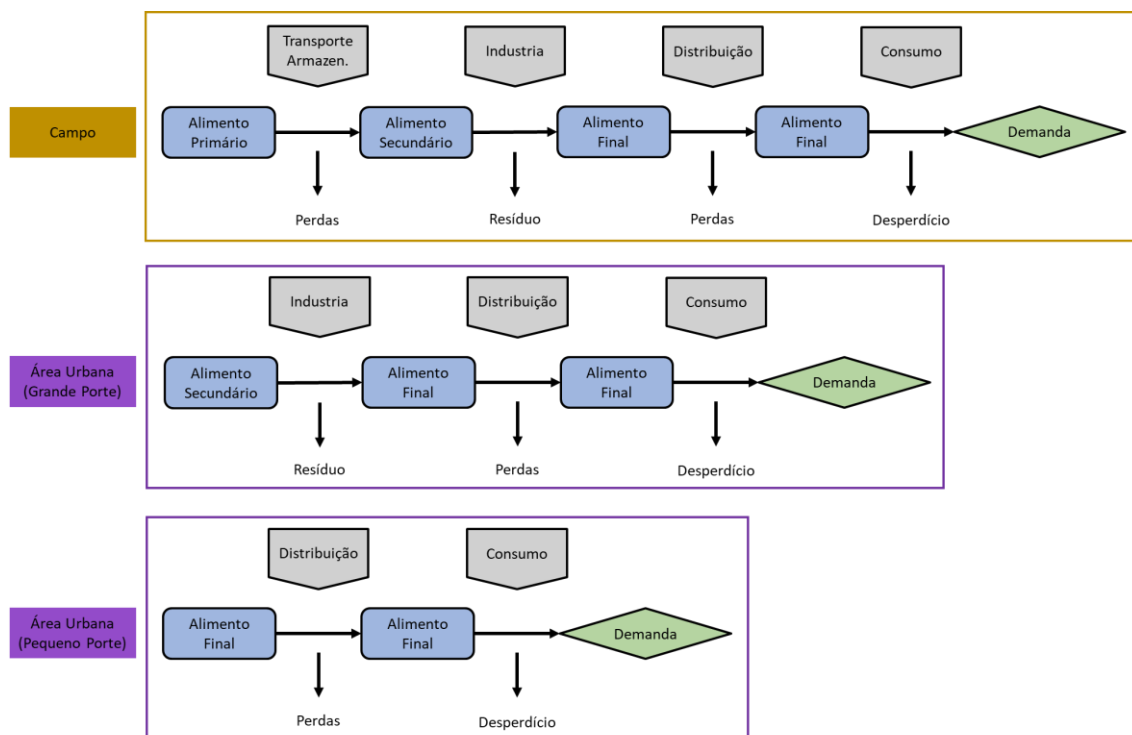 Transporte
Armazen.
Industria
Distribuição
Consumo
Campo
Alimento
Primário
Alimento
Secundário
Alimento
Final
Alimento
Final
Demanda
Perdas
Resíduo
Perdas
Desperdício
Industria
Distribuição
Consumo
Área Urbana
(Grande Porte)
Alimento
Secundário
Alimento
Final
Alimento
Final
Demanda
Resíduo
Perdas
Desperdício
Distribuição
Consumo
Área Urbana
(Pequeno Porte)
Alimento
Final
Alimento
Final
Demanda
Perdas
Desperdício